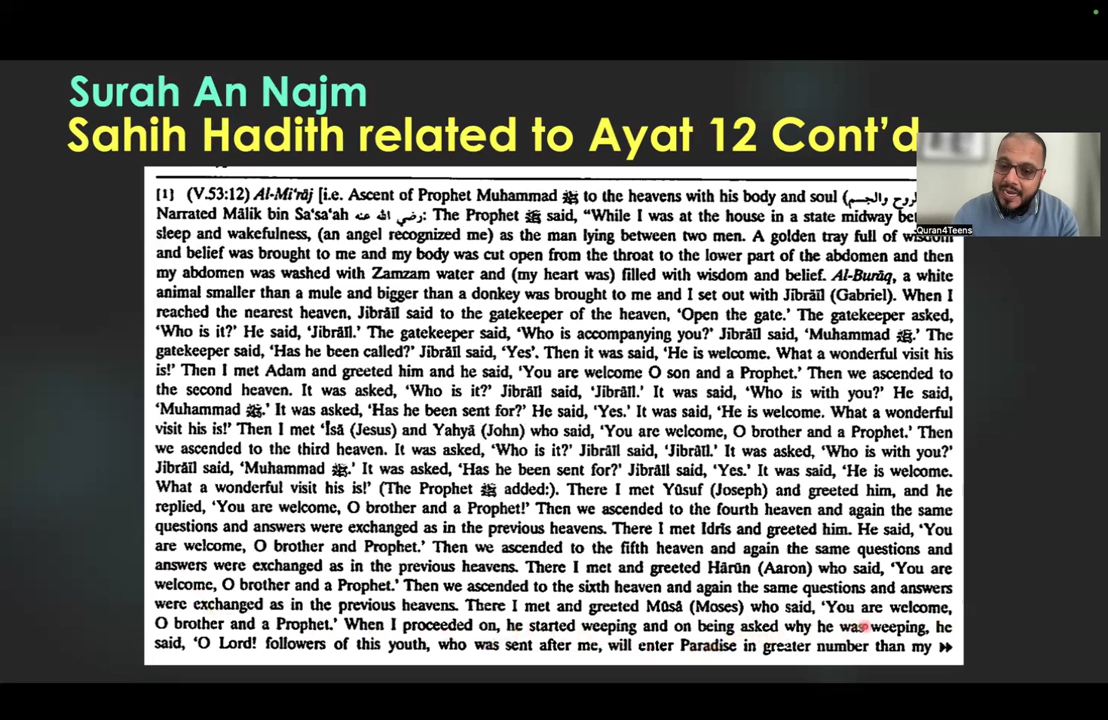 Surah An Najm
Sahih Hadith related to Ayat 12 Cont’d
[1] (V.53:12) Al-Mi‘rāj [i.e. Ascent of Prophet Muhammad ﷺ to the heavens with his body and soul (الروح والجسم
Narrated Mālik bin Sa‘sa‘ah رضي الله عنه: The Prophet ﷺ said, “While I was at the house in a state midway
sleep and wakefulness, (an angel recognized me) as the man lying between two men. A golden tray full of wisdom
and belief was brought to me and my body was cut open from the throat to the lower part of the abdomen and then
my abdomen was washed with Zamzam water and (my heart was) filled with wisdom and belief. Al-Burāq, a white
animal smaller than a mule and bigger than a donkey was brought to me and I set out with Jibrāīl (Gabriel). When I
reached the nearest heaven, Jibrāīl said to the gatekeeper of the heaven, ‘Open the gate.’ The gatekeeper asked,
‘Who is it?’ He said, ‘Jibrāīl.’ The gatekeeper said, ‘Who is accompanying you?’ Jibrāīl said, ‘Muhammad ﷺ.’ The
gatekeeper said, ‘Has he been called?’ Jibrāīl said, ‘Yes’. Then it was said, ‘He is welcome. What a wonderful visit his
is!’ Then I met Adam and greeted him and he said, ‘You are welcome O son and a Prophet.’ Then we ascended to
the second heaven. It was asked, ‘Who is it?’ Jibrāīl said, ‘Jibrāīl.’ It was said, ‘Who is with you?’ He said,
‘Muhammad ﷺ.’ It was asked, ‘Has he been sent for?’ He said, ‘Yes.’ It was said, ‘He is welcome. What a wonderful
visit his is!’ Then I met ‘Īsā (Jesus) and Yahyā (John) who said, ‘You are welcome, O brother and a Prophet.’ Then
we ascended to the third heaven. It was asked, ‘Who is it?’ Jibrāīl said, ‘Jibrāīl.’ It was asked, ‘Who is with you?’
Jibrāīl said, ‘Muhammad ﷺ.’ It was asked, ‘Has he been sent for?’ Jibrāīl said, ‘Yes.’ It was said, ‘He is welcome.
What a wonderful visit his is!’ (The Prophet ﷺ added:). There I met Yūsuf (Joseph) and greeted him, and he
replied, ‘You are welcome, O brother and a Prophet!’ Then we ascended to the fourth heaven and again the same
questions and answers were exchanged as in the previous heavens. There I met Idrīs and greeted him. He said, ‘You
are welcome, O brother and Prophet.’ Then we ascended to the fifth heaven and again the same questions and
answers were exchanged as in the previous heavens. There I met and greeted Hārūn (Aaron) who said, ‘You are
welcome, O brother and a Prophet.’ Then we ascended to the sixth heaven and again the same questions and answers
were exchanged as in the previous heavens. There I met and greeted Mūsā (Moses) who said, ‘You are welcome,
O brother and a Prophet.’ When I proceeded on, he started weeping and on being asked why he was weeping, he
said, ‘O Lord! followers of this youth, who was sent after me, will enter Paradise in greater number than my
Quran4Teens